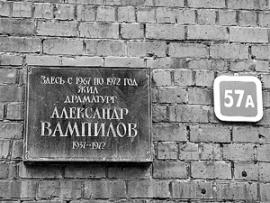 ЗДЕСЬ С 1967 ПО 1972 ГОД
ЖИЛ
ДРАМАТУРГ
АЛЕКСАНДР
ВАМПИЛОВ
1937–1972
57А